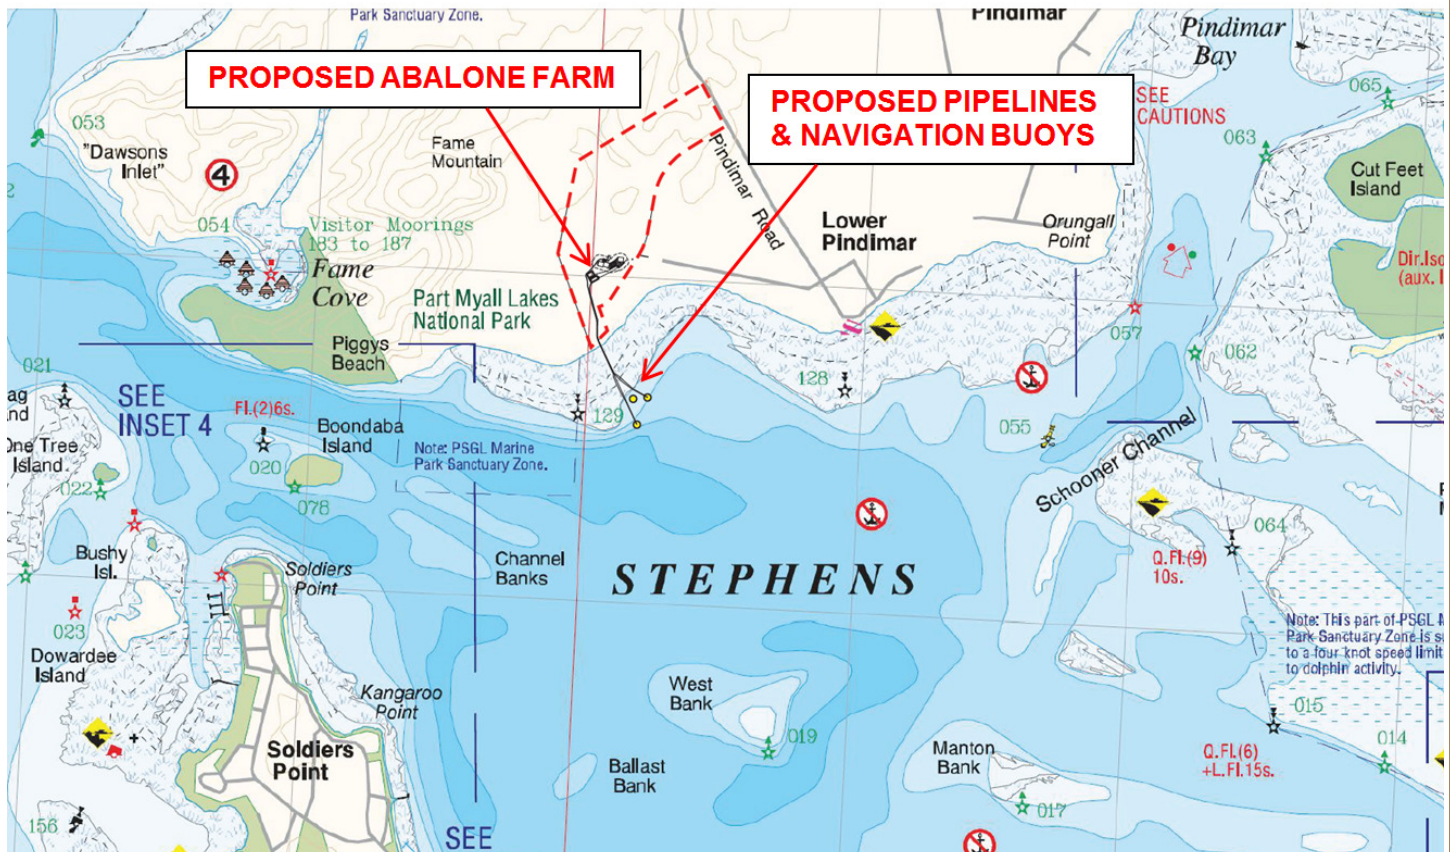 Park Sanctuary Zone.
Pindimar
Pindimar
Bay
PROPOSED ABALONE FARM
PROPOSED PIPELINES
& NAVIGATION BUOYS
SEE
CAUTIONS
065
053
063
"Dawsons
Inlet"
4
Fame
Mountain
Pindimar Road
Cut Feet
Island
054
Visitor Moorings
183 to 187
Lower
Pindimar
Orungall
Point
Fame
Cove
Dir.Iso
(aux. l
Part Myall Lakes
National Park
057
Piggys
Beach
062
021
128
SEE
INSET 4
Fl.(2)6s.
129
055
Boondaba
Island
One Tree
Island
020
Note: PSGL Marine
Park Sanctuary Zone.
Schooner Channel
022
078
064
Bushy
Isl.
Soldiers
Point
Channel
Banks
STEPHENS
Q.Fl.(9)
10s.
023
Note: This part of PSGL M
Park Sanctuary Zone is s
to a four knot speed limit
to dolphin activity.
Dowardee
Island
Kangaroo
Point
West
Bank
015
019
014
Soldiers
Point
Manton
Bank
Q.Fl.(6)
+L.Fl.15s.
Ballast
Bank
017
156
SEE